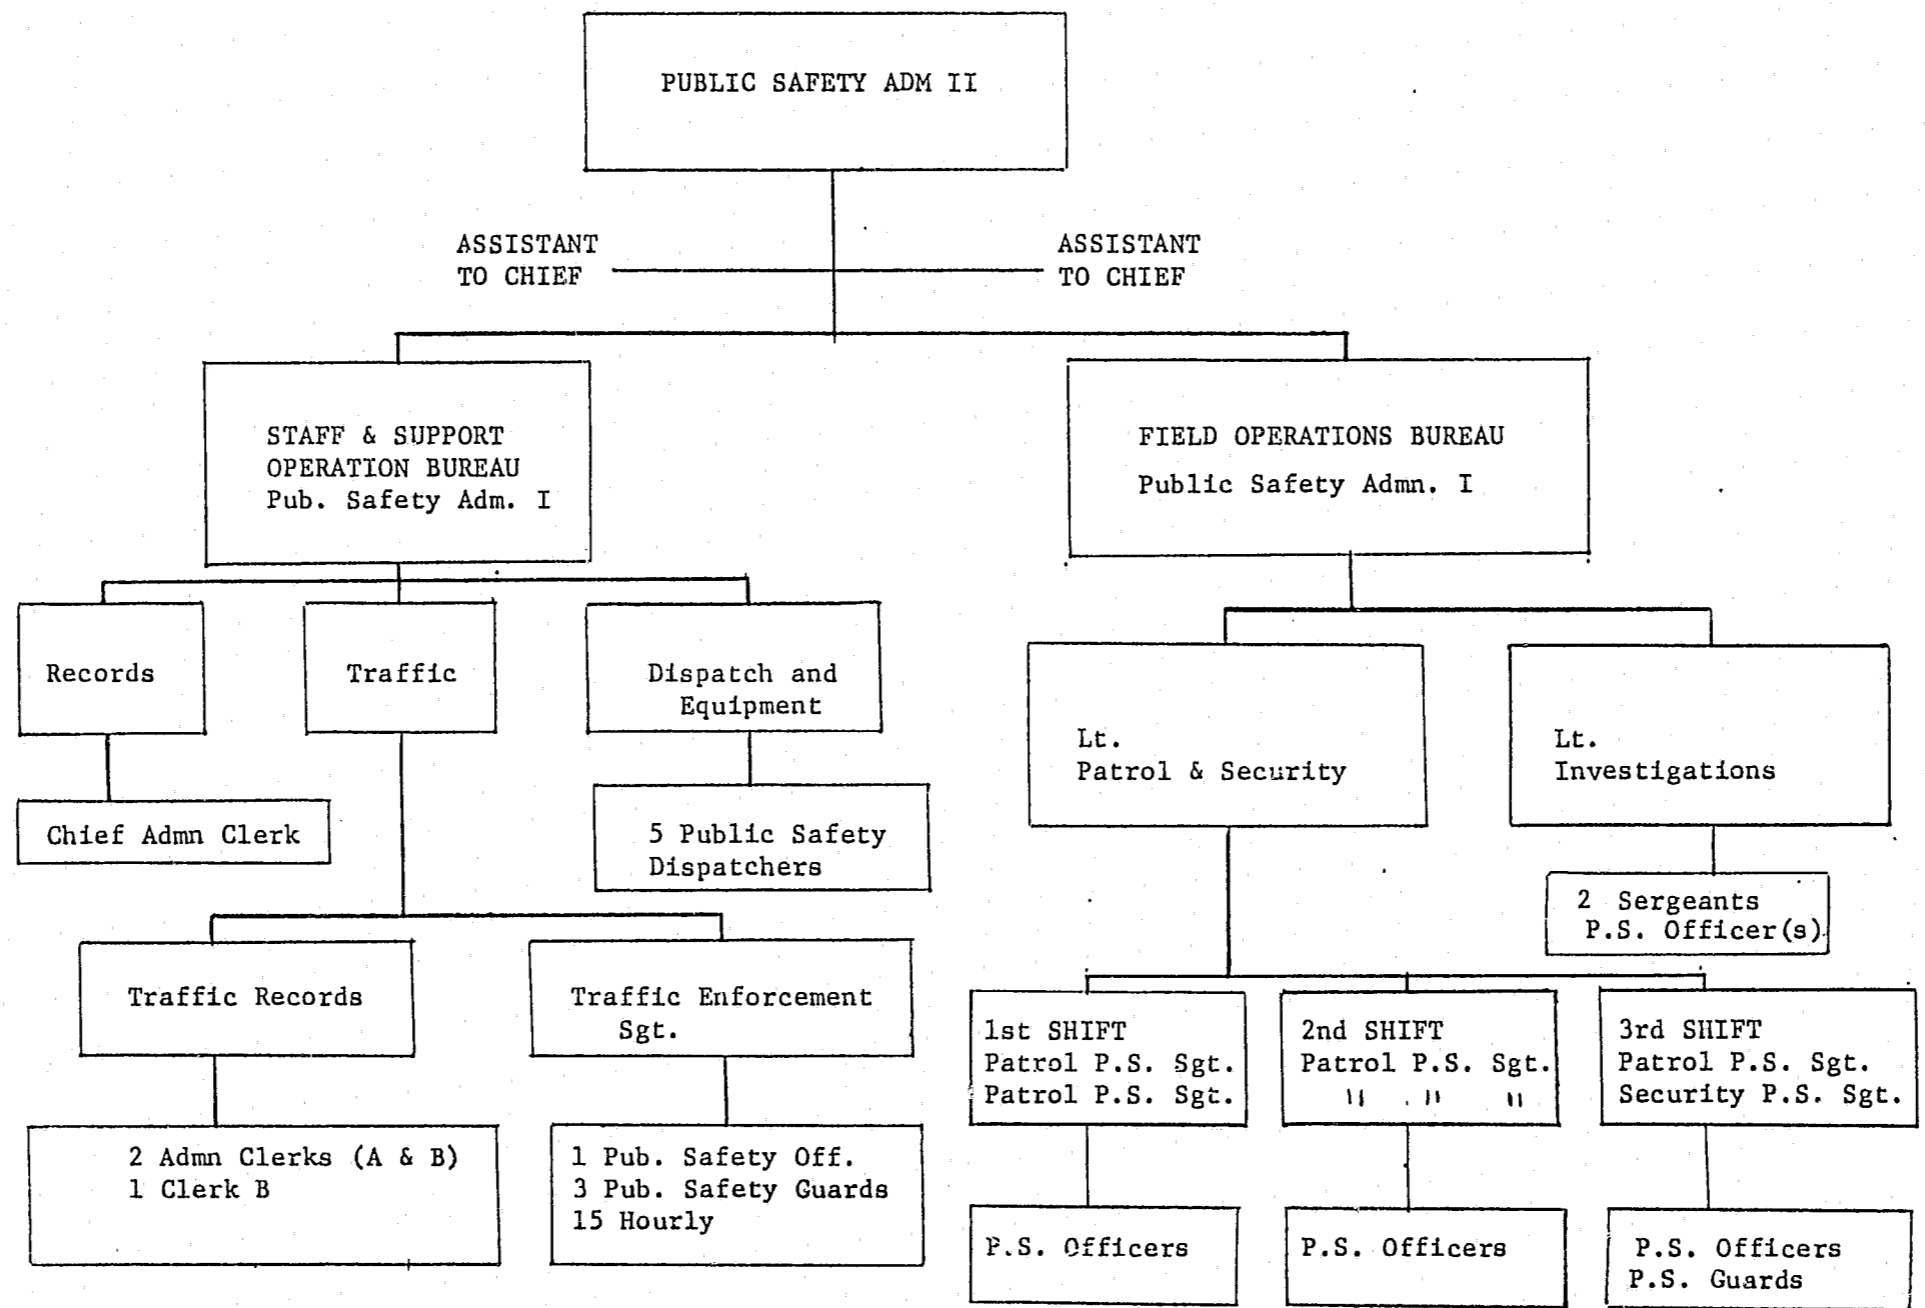 PUBLIC SAFETY ADM II
ASSISTANT
TO CHIEF
ASSISTANT
TO CHIEF
STAFF & SUPPORT
OPERATION BUREAU
Pub. Safety Adm. I
FIELD OPERATIONS BUREAU
Public Safety Admn. I
Records
Traffic
Dispatch and
Equipment
Lt.
Patrol & Security
Lt.
Investigations
Chief Admn Clerk
5 Public Safety
Dispatchers
2 Sergeants
P.S. Officer(s)
Traffic Records
Traffic Enforcement
Sgt.
1st SHIFT
Patrol P.S. Sgt.
Patrol P.S. Sgt.
2nd SHIFT
Patrol P.S. Sgt.
" " "
3rd SHIFT
Patrol P.S. Sgt.
Security P.S. Sgt.
2 Admn Clerks (A & B)
1 Clerk B
1 Pub. Safety Off.
3 Pub. Safety Guards
15 Hourly
P.S. Officers
P.S. Officers
P.S. Officers
P.S. Guards